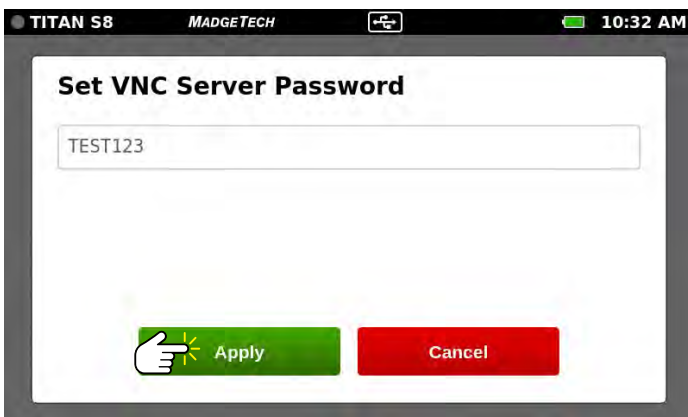 TITAN S8 MADGETECH 10:32 AM
Set VNC Server Password
TEST123
Apply Cancel